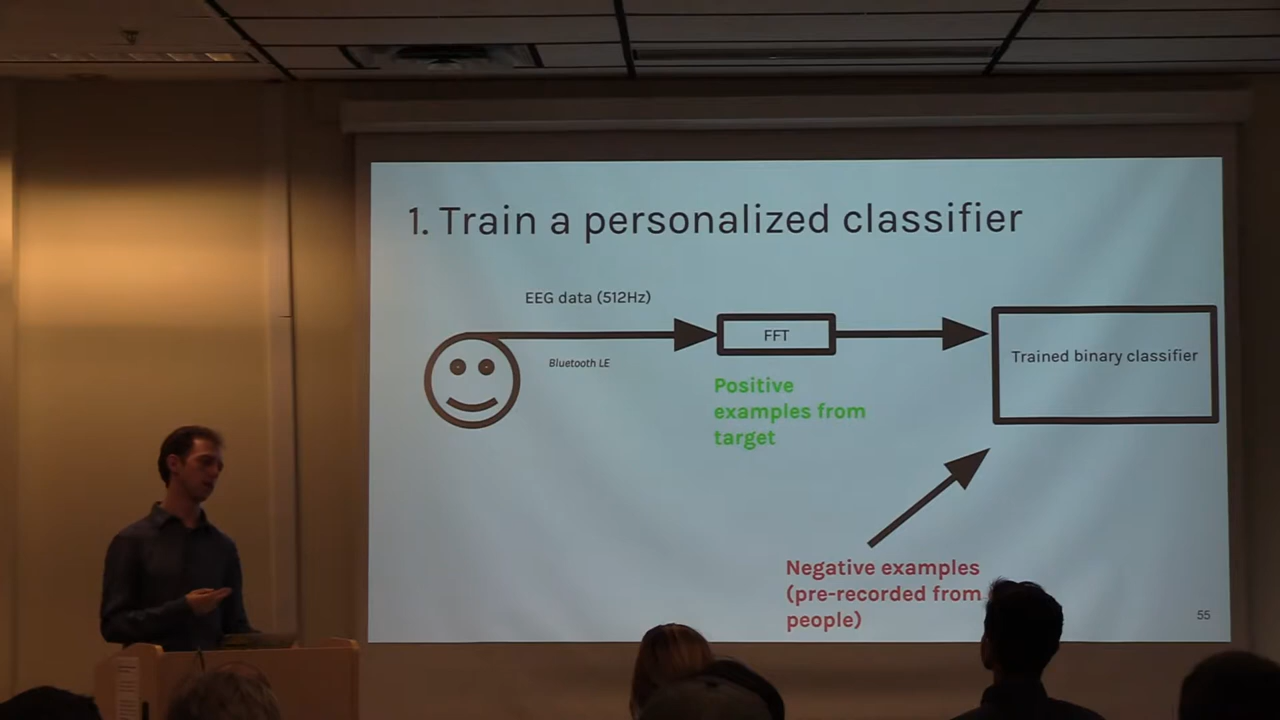 1. Train a personalized classifier
EEG data (512Hz)
Bluetooth LE
FFT
Trained binary classifier
Positive
examples from
target
Negative examples
(pre-recorded from
people)
55